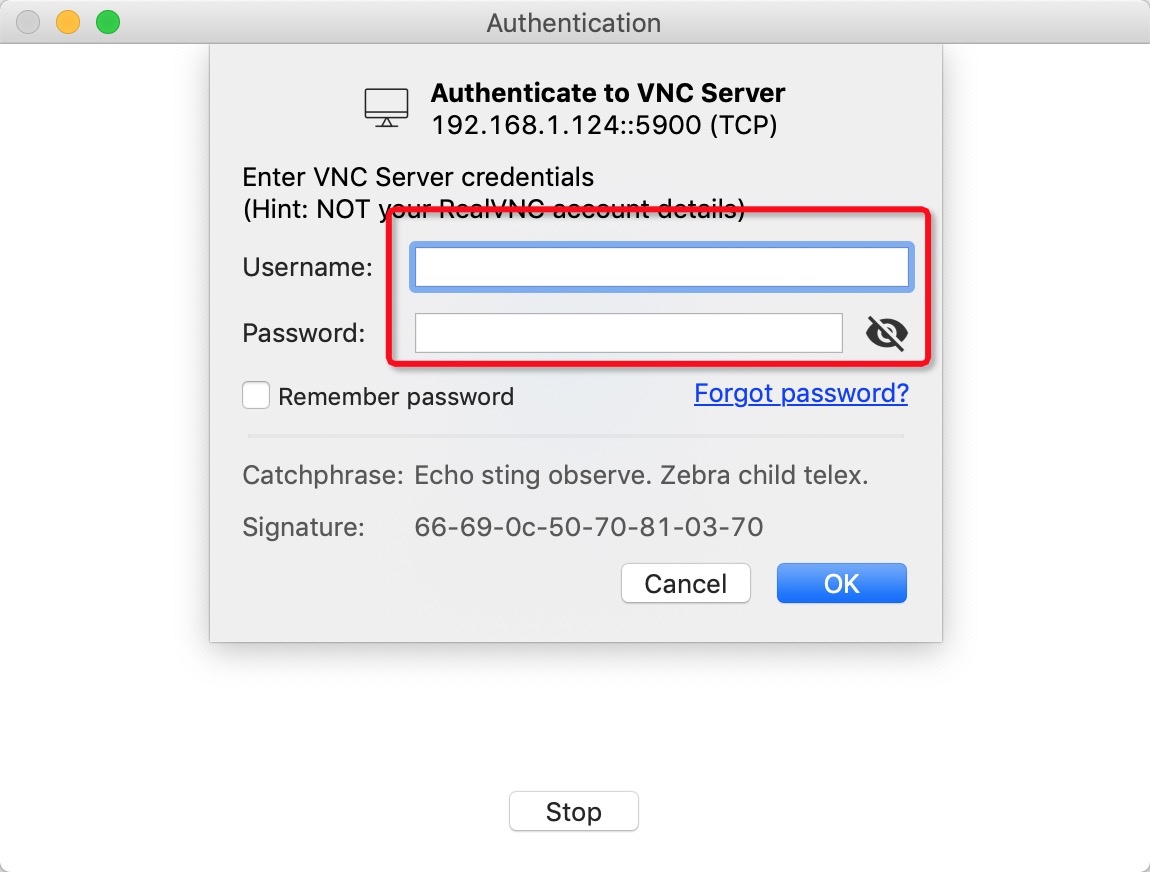 Authentication
Authenticate to VNC Server
192.168.1.124::5900 (TCP)
Enter VNC Server credentials
(Hint: NOT your RealVNC account details)
Username:
Password:
Remember password
Forgot password?
Catchphrase: Echo sting observe. Zebra child telex.
Signature: 66-69-0c-50-70-81-03-70
Cancel
OK
Stop